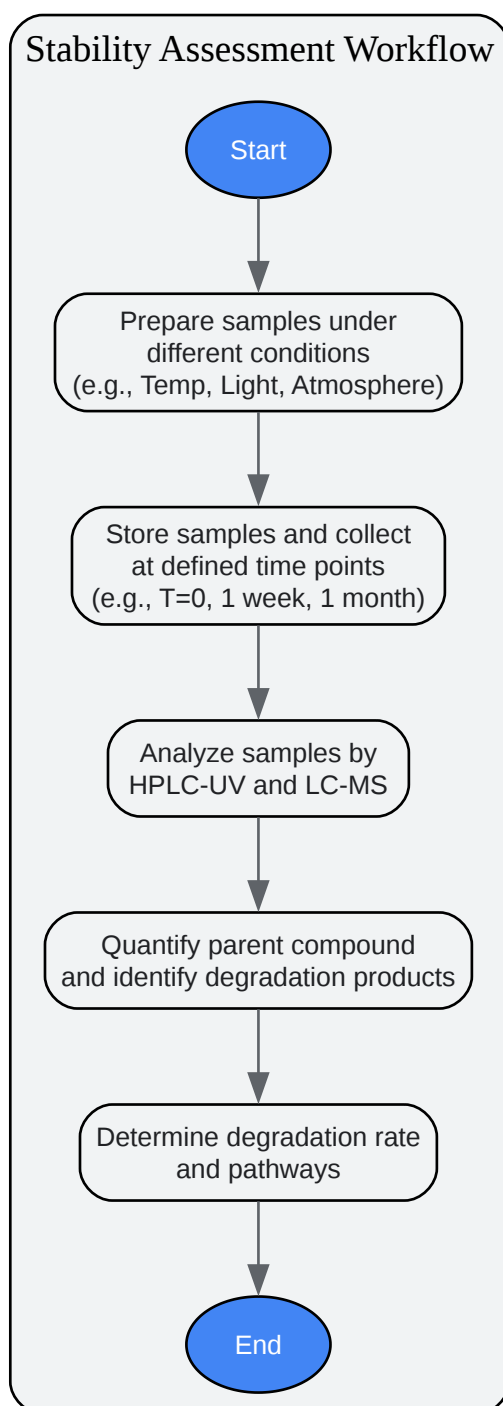 Stability Assessment Workflow
Start
Prepare samples under
different conditions
(e.g., Temp, Light, Atmosphere)
Store samples and collect
at defined time points
(e.g., T=0, 1 week, 1 month)
Analyze samples by
HPLC-UV and LC-MS
Quantify parent compound
and identify degradation products
Determine degradation rate
and pathways
End